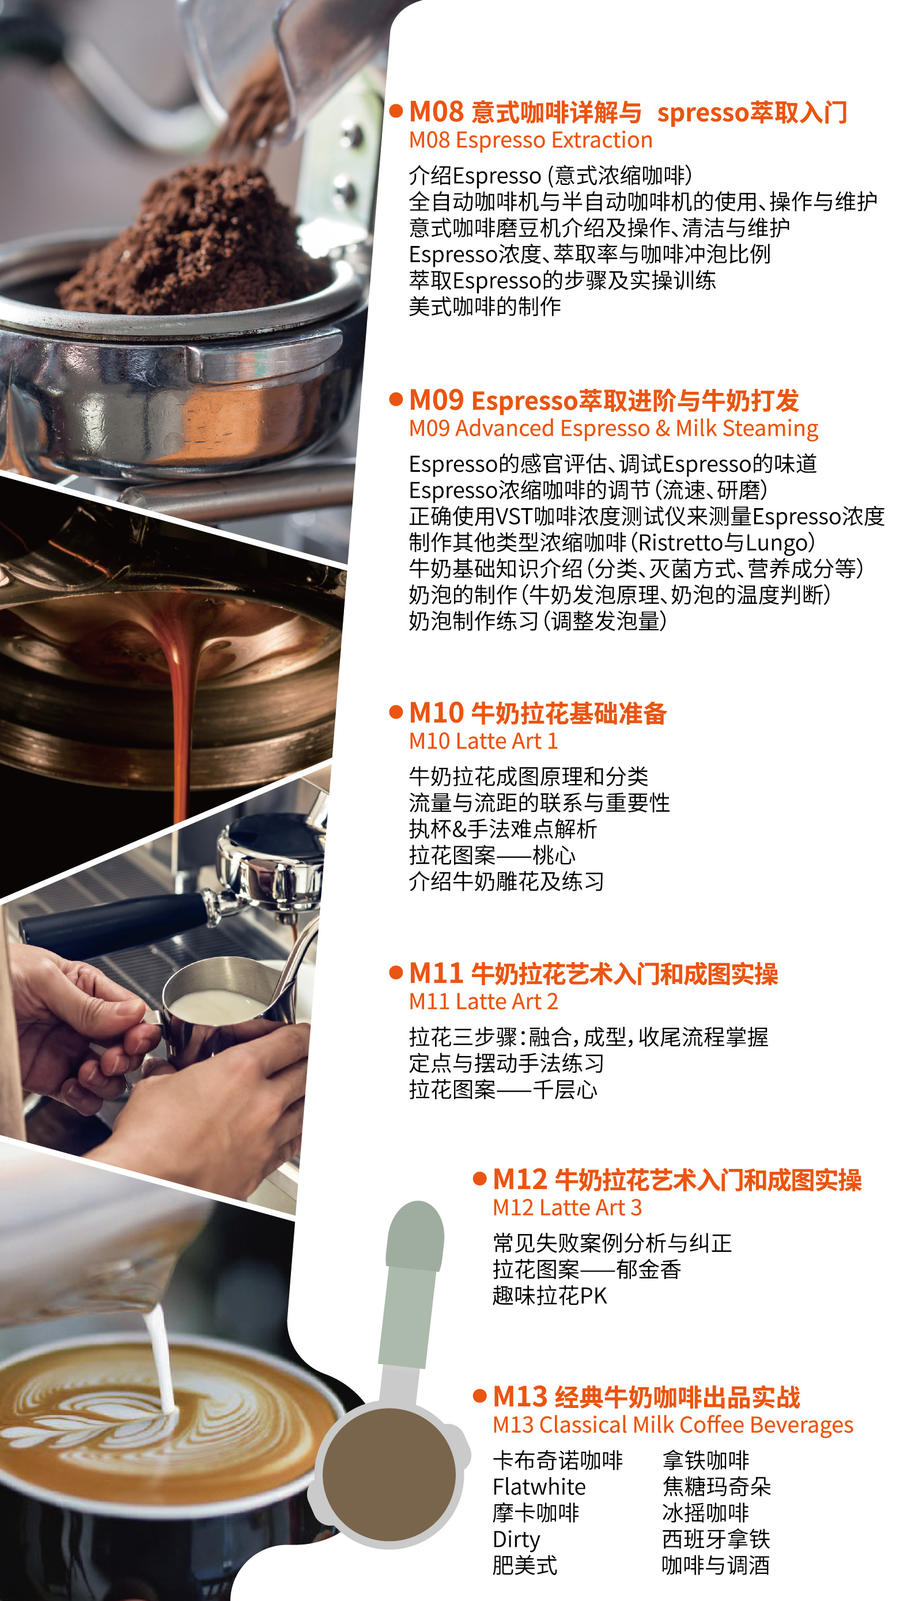 M08 意式咖啡详解与 spresso萃取入门
M08 Espresso Extraction
介绍Espresso (意式浓缩咖啡)
全自动咖啡机与半自动咖啡机的使用、操作与维护
意式咖啡磨豆机介绍及操作、清洁与维护
Espresso浓度、萃取率与咖啡冲泡比例
萃取Espresso的步骤及实操训练
美式咖啡的制作
M09 Espresso萃取进阶与牛奶打发
M09 Advanced Espresso & Milk Steaming
Espresso的感官评估、调试Espresso的味道
Espresso浓缩咖啡的调节（流速、研磨）
正确使用VST咖啡浓度测试仪来测量Espresso浓度
制作其他类型浓缩咖啡（Ristretto与Lungo）
牛奶基础知识介绍（分类、灭菌方式、营养成分等）
奶泡的制作（牛奶发泡原理、奶泡的温度判断）
奶泡制作练习（调整发泡量）
M10 牛奶拉花基础准备
M10 Latte Art 1
牛奶拉花成图原理和分类
流量与流距的联系与重要性
执杯&手法难点解析
拉花图案——桃心
介绍牛奶雕花及练习
M11 牛奶拉花艺术入门和成图实操
M11 Latte Art 2
拉花三步骤：融合，成型，收尾流程掌握
定点与摆动手法练习
拉花图案——千层心
M12 牛奶拉花艺术入门和成图实操
M12 Latte Art 3
常见失败案例分析与纠正
拉花图案——郁金香
趣味拉花PK
M13 经典牛奶咖啡出品实战
M13 Classical Milk Coffee Beverages
卡布奇诺咖啡 拿铁咖啡
Flatwhite 焦糖玛奇朵
摩卡咖啡 冰摇咖啡
Dirty 西班牙拿铁
肥美式 咖啡与调酒